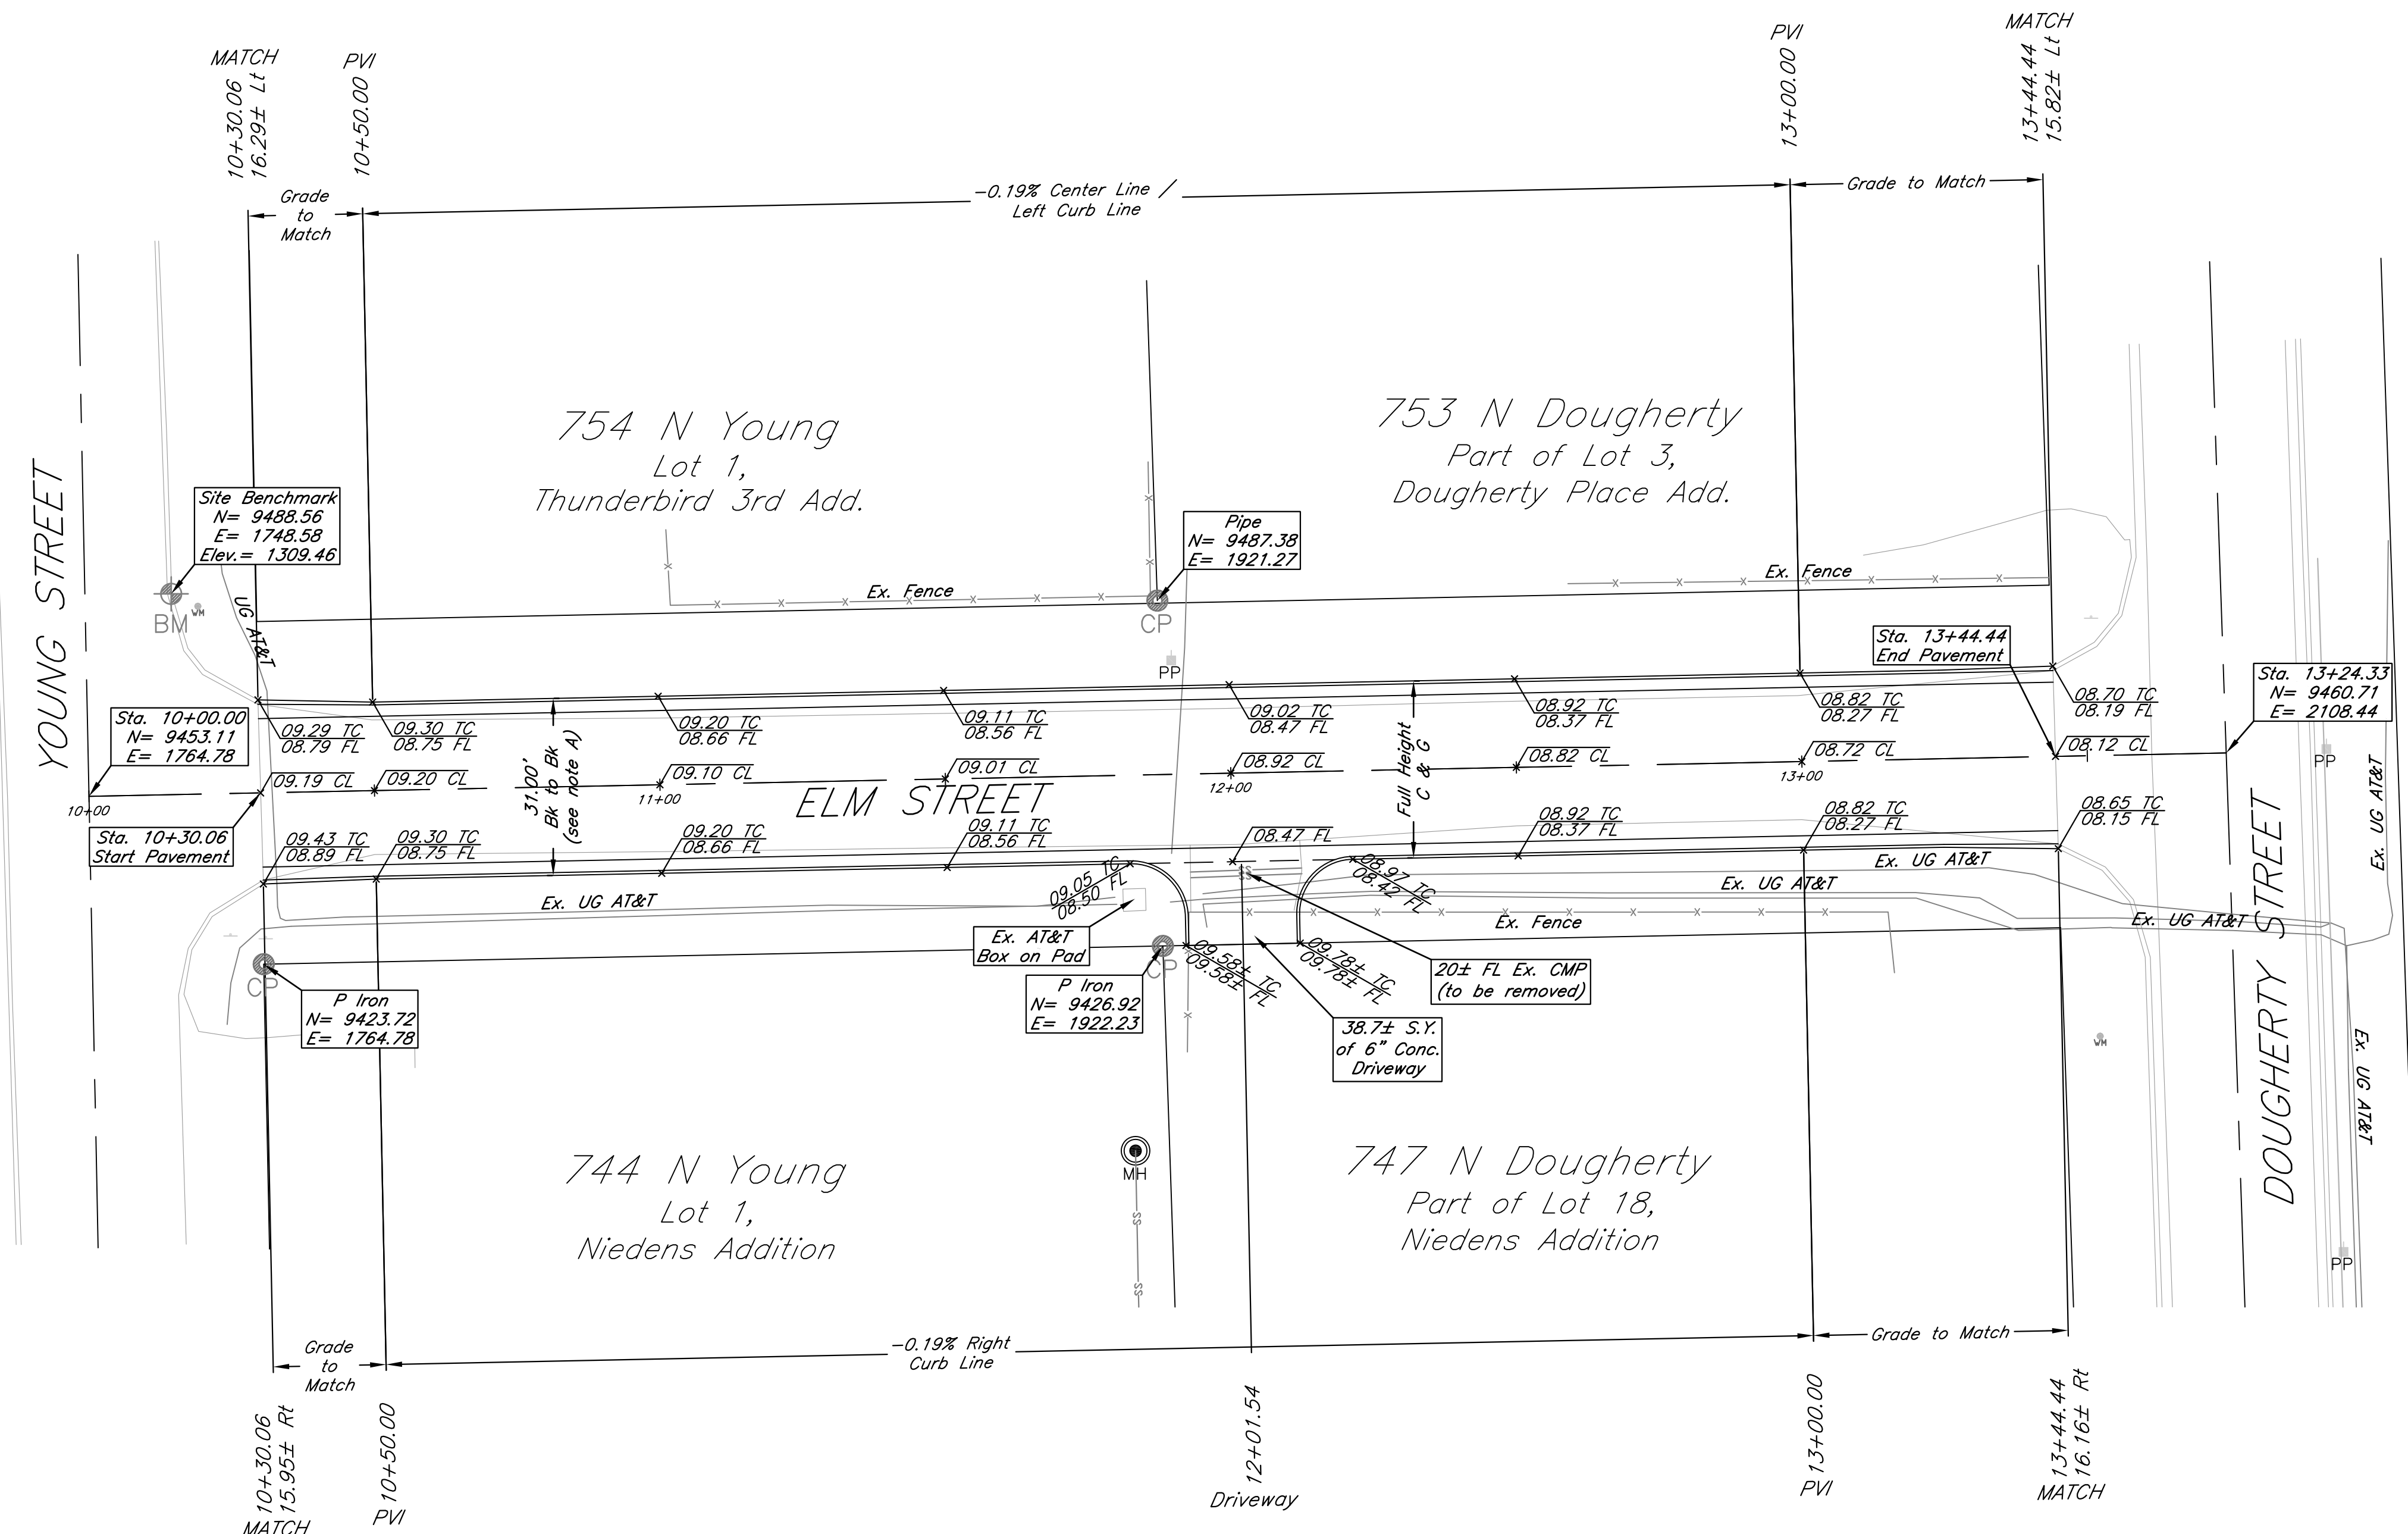 MATCH
10+30.06
16.29± Lt
PVI
10+50.00
PVI
13+00.00
MATCH
13+44.44
15.82± Lt
Grade
to
Match
-0.19% Center Line /
Left Curb Line
Grade to Match
754 N Young
Lot 1,
Thunderbird 3rd Add.
753 N Dougherty
Part of Lot 3,
Dougherty Place Add.
YOUNG STREET
Site Benchmark
N= 9488.56
E= 1748.58
Elev.= 1309.46
BM
WM
UG AT&T
Pipe
N= 9487.38
E= 1921.27
Ex. Fence
CP
PP
Ex. Fence
Sta. 13+44.44
End Pavement
Sta. 13+24.33
N= 9460.71
E= 2108.44
Sta. 10+00.00
N= 9453.11
E= 1764.78
09.29 TC
08.79 FL
09.30 TC
08.75 FL
09.20 TC
08.66 FL
09.11 TC
08.56 FL
09.02 TC
08.47 FL
08.92 TC
08.37 FL
08.82 TC
08.27 FL
08.70 TC
08.19 FL
31.00'
Bk to Bk
(see note A)
Full Height
C & G
09.19 CL
09.20 CL
09.10 CL
09.01 CL
08.92 CL
08.82 CL
08.72 CL
08.12 CL
10+00
11+00
12+00
13+00
ELM STREET
PP
Ex. UG AT&T
Sta. 10+30.06
Start Pavement
09.43 TC
08.89 FL
09.30 TC
08.75 FL
09.20 TC
08.66 FL
09.11 TC
08.56 FL
08.47 FL
08.92 TC
08.37 FL
08.82 TC
08.27 FL
08.65 TC
08.15 FL
09.05 TC
08.50 FL
08.97 TC
08.42 FL
SS
Ex. UG AT&T
Ex. UG AT&T
Ex. UG AT&T
Ex. UG AT&T
Ex. Fence
Ex. AT&T
Box on Pad
CP
CP
09.58± TC
09.58± FL
09.78± TC
09.78± FL
20± FL Ex. CMP
(to be removed)
P Iron
N= 9423.72
E= 1764.78
P Iron
N= 9426.92
E= 1922.23
38.7± S.Y.
of 6" Conc.
Driveway
DOUGHERTY STREET
WM
Ex. UG AT&T
744 N Young
Lot 1,
Niedens Addition
MH
SS
SS
747 N Dougherty
Part of Lot 18,
Niedens Addition
PP
Grade
to
Match
-0.19% Right
Curb Line
Grade to Match
10+30.06
15.95± Rt
MATCH
10+50.00
PVI
12+01.54
Driveway
13+00.00
PVI
13+44.44
16.16± Rt
MATCH